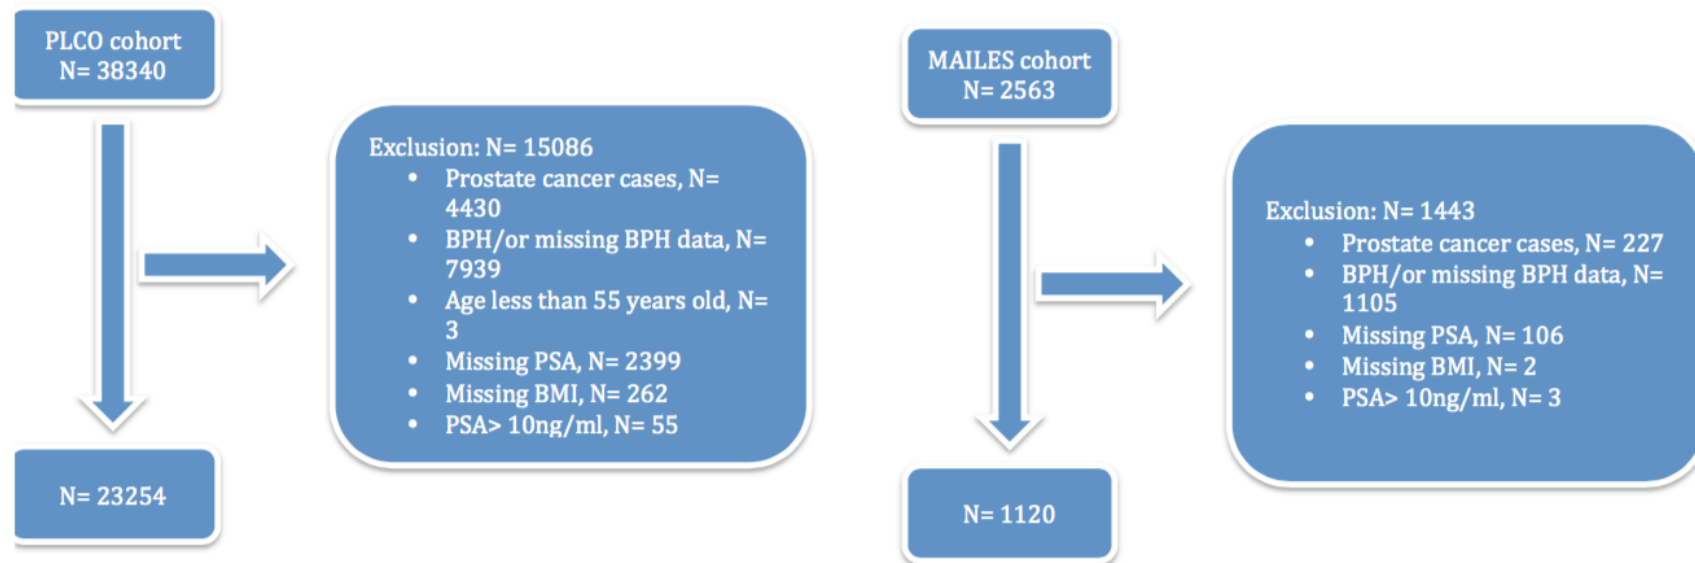 PLCO cohort
N= 38340
Exclusion: N= 15086
• Prostate cancer cases, N=
4430
• BPH/or missing BPH data, N=
7939
• Age less than 55 years old, N=
3
• Missing PSA, N= 2399
• Missing BMI, N= 262
• PSA> 10ng/ml, N= 55
N= 23254
MAILES cohort
N= 2563
Exclusion: N= 1443
• Prostate cancer cases, N= 227
• BPH/or missing BPH data, N=
1105
• Missing PSA, N= 106
• Missing BMI, N= 2
• PSA> 10ng/ml, N= 3
N= 1120